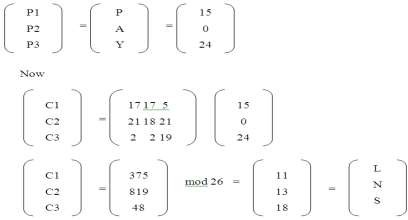 P1 P 15
P2 = A = 0
P3 Y 24
Now
C1 17 17 5 15
C2 = 21 18 21 0
C3 2 2 19 24
C1 375 11 L
C2 = 819 mod 26 = 13 = N
C3 48 18 S